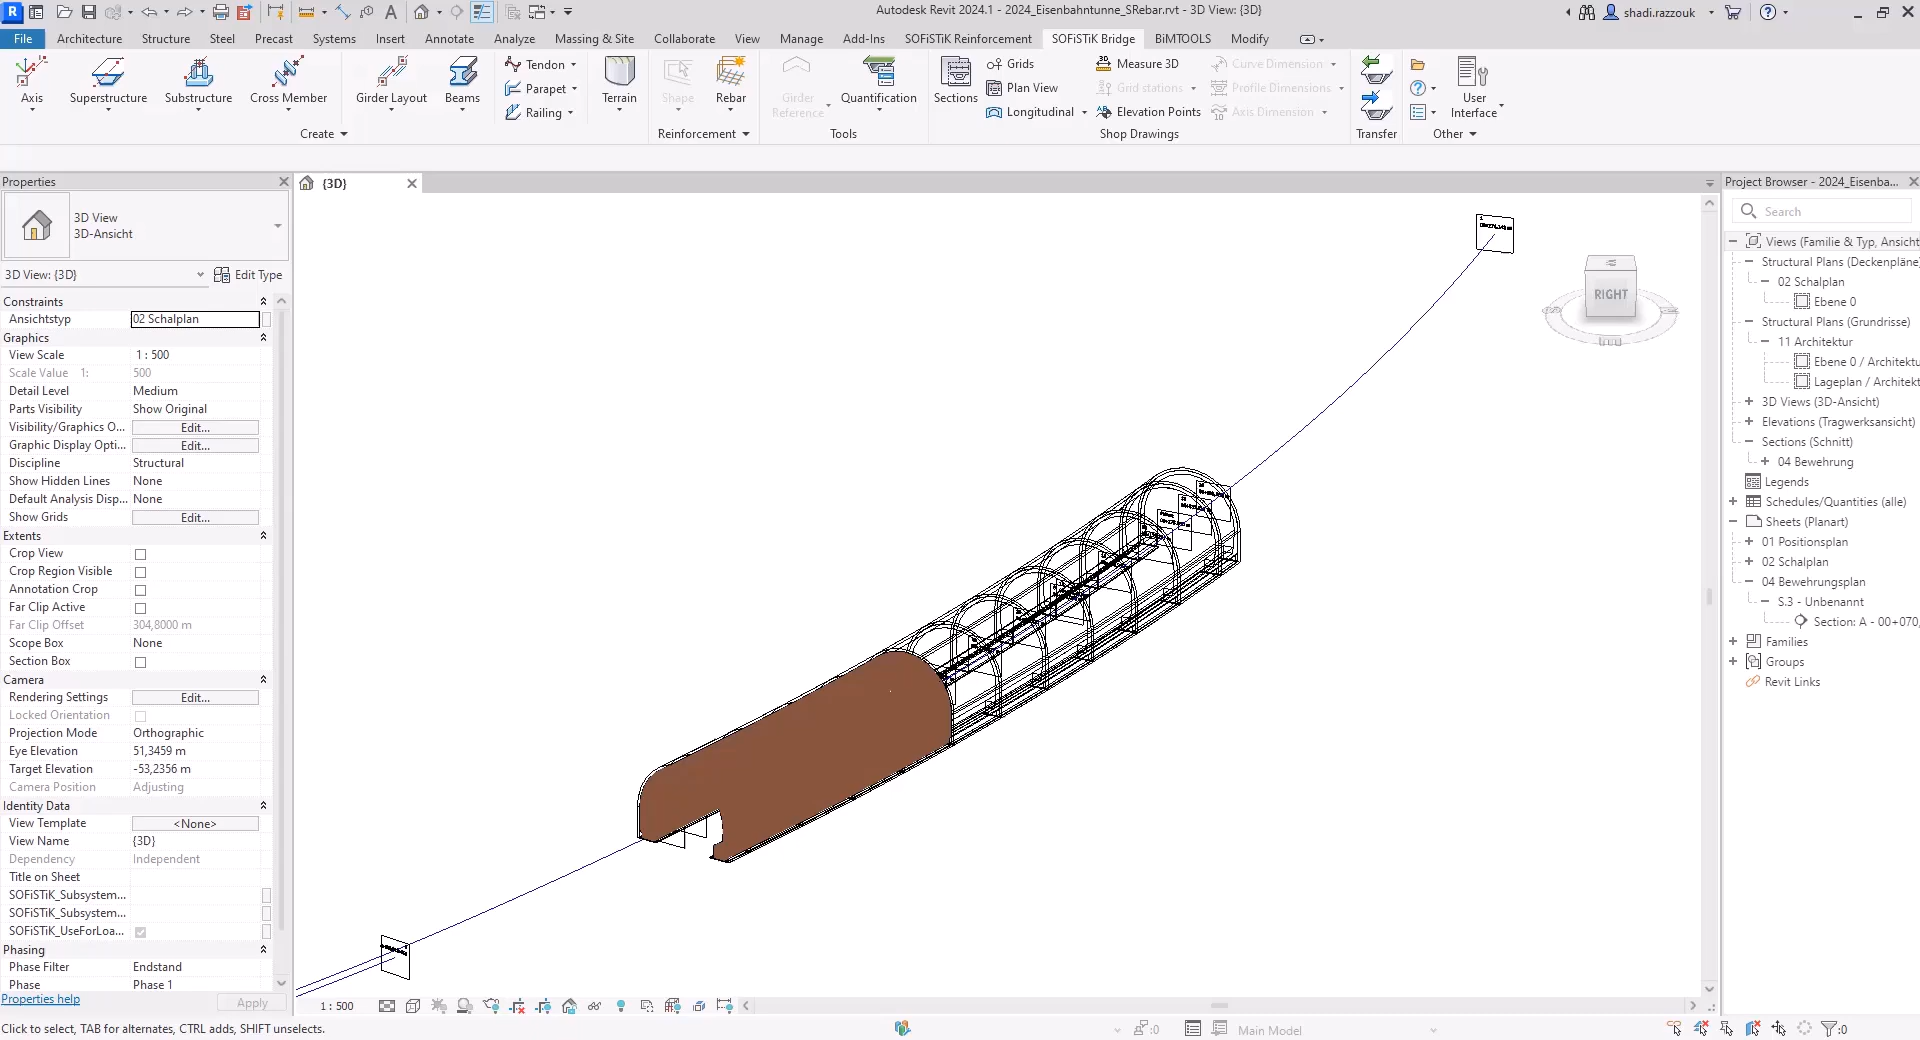 Autodesk Revit 2024.1 - 2024_Eisenbahntunne_SRebar.rvt - 3D View: {3D}
shadi.razzouk
File
Architecture
Structure
Steel
Precast
Systems
Insert
Annotate
Analyze
Massing & Site
Collaborate
View
Manage
Add-Ins
SOFiSTiK Reinforcement
SOFiSTiK Bridge
BiMTOOLS
Modify
Axis
Superstructure
Substructure
Cross Member
Girder Layout
Beams
Tendon
Parapet
Railing
Terrain
Create
Shape
Rebar
Reinforcement
Girder
Reference
Quantification
Tools
Sections
Grids
Plan View
Longitudinal
Measure 3D
Grid stations
Elevation Points
Curve Dimension
Profile Dimensions
Axis Dimension
Shop Drawings
Transfer
User
Interface
Other
Properties
3D View
3D-Ansicht
3D View: {3D}
Edit Type
Constraints
Ansichtstyp 02 Schalplan
Graphics
View Scale 1 : 500
Scale Value 1: 500
Detail Level Medium
Parts Visibility Show Original
Visibility/Graphics O... Edit...
Graphic Display Opti... Edit...
Discipline Structural
Show Hidden Lines None
Default Analysis Disp... None
Show Grids Edit...
Extents
Crop View
Crop Region Visible
Annotation Crop
Far Clip Active
Far Clip Offset 304,8000 m
Scope Box None
Section Box
Camera
Rendering Settings Edit...
Locked Orientation
Projection Mode Orthographic
Eye Elevation 51,3459 m
Target Elevation -53,2356 m
Camera Position Adjusting
Identity Data
View Template <None>
View Name {3D}
Dependency Independent
Title on Sheet
SOFiSTiK_Subsystem...
SOFiSTiK_Subsystem...
SOFiSTiK_UseForLoa...
Phasing
Phase Filter Endstand
Phase Phase 1
Properties help
Apply
{3D}
RIGHT
1 : 500
Project Browser - 2024_Eisenba...
Search
Views (Familie & Typ, Ansicht
Structural Plans (Deckenpläne)
02 Schalplan
Ebene 0
Structural Plans (Grundrisse)
11 Architektur
Ebene 0 / Architektu
Lageplan / Architekt
3D Views (3D-Ansicht)
Elevations (Tragwerksansicht)
Sections (Schnitt)
04 Bewehrung
Legends
Schedules/Quantities (alle)
Sheets (Planart)
01 Positionsplan
02 Schalplan
04 Bewehrungsplan
S.3 - Unbenannt
Section: A - 00+070,
Families
Groups
Revit Links
Click to select, TAB for alternates, CTRL adds, SHIFT unselects.
:0
Main Model
:0